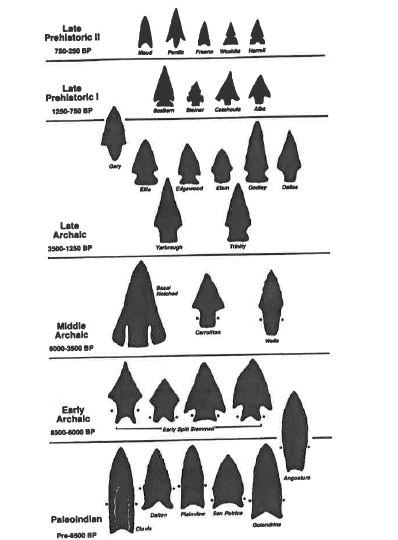 Late
Prehistoric II
750-250 BP
Maud Perdiz Fresno Washita Harrell
Late
Prehistoric I
1250-750 BP
Scallorn Steiner Catahoula Alba
Gary
Ellis Edgewood Elam Godley Dallas
Yarbrough Trinity
Late
Archaic
3500-1250 BP
Basal
Notched
Carrollton
Wells
Middle
Archaic
6000-3500 BP
Early
Archaic
8500-6000 BP
Early Split Stemmed
Angostura
Clovis Dalton Plainview San Patrice Golondrina
Paleoindian
Pre-8500 BP